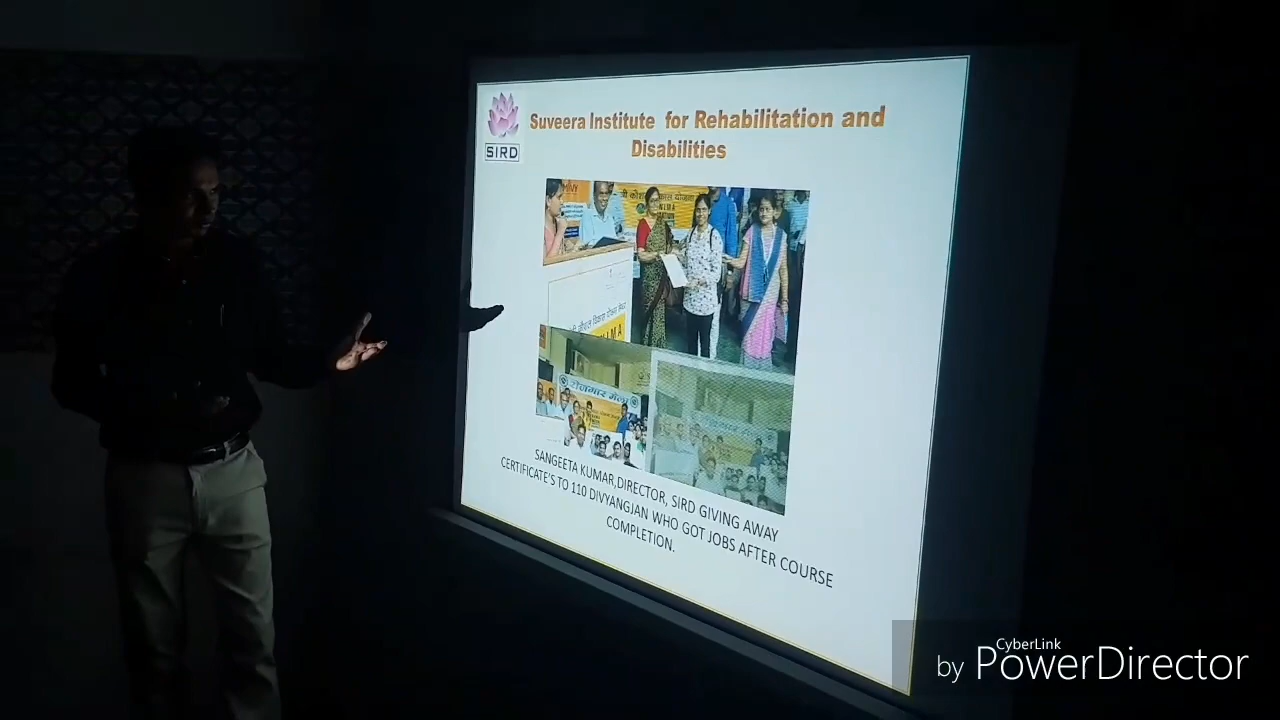 SIRD
Suveera Institute for Rehabilitation and
Disabilities
रोजगार मेला
SANGEETA KUMAR,DIRECTOR, SIRD GIVING AWAY
CERTIFICATE'S TO 110 DIVYANGJAN WHO GOT JOBS AFTER COURSE
COMPLETION.
CyberLink
by PowerDirector